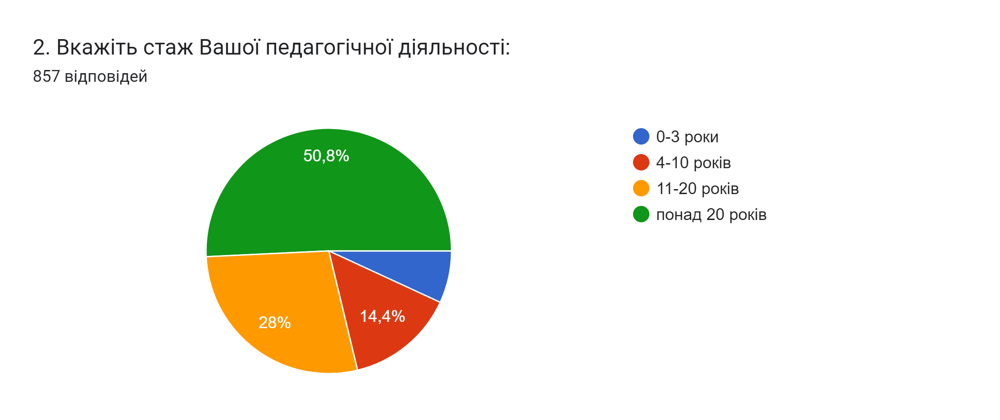 2. Вкажіть стаж Вашої педагогічної діяльності:
857 відповідей
50,8%
28%
14,4%
0-3 роки
4-10 років
11-20 років
понад 20 років